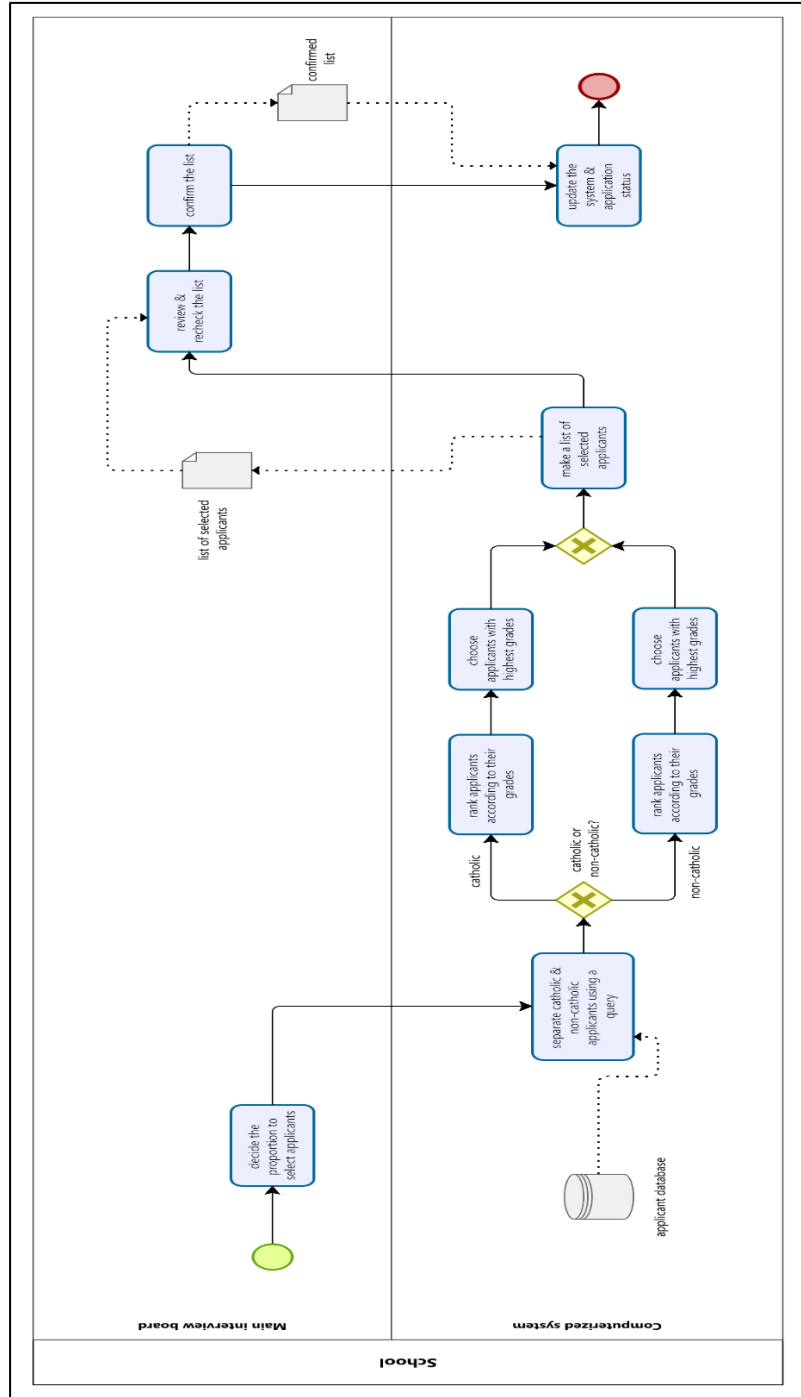 School
Main interview board
Computerized system
decide the
proportion to
select applicants
applicant database
separate catholic &
non-catholic
applicants using a
query
catholic or
non-catholic?
catholic
non-catholic
rank applicants
according to their
grades
choose
applicants with
highest grades
rank applicants
according to their
grades
choose
applicants with
highest grades
make a list of
selected
applicants
list of selected
applicants
review &
recheck the list
confirm the list
confirmed
list
update the
system &
application
status